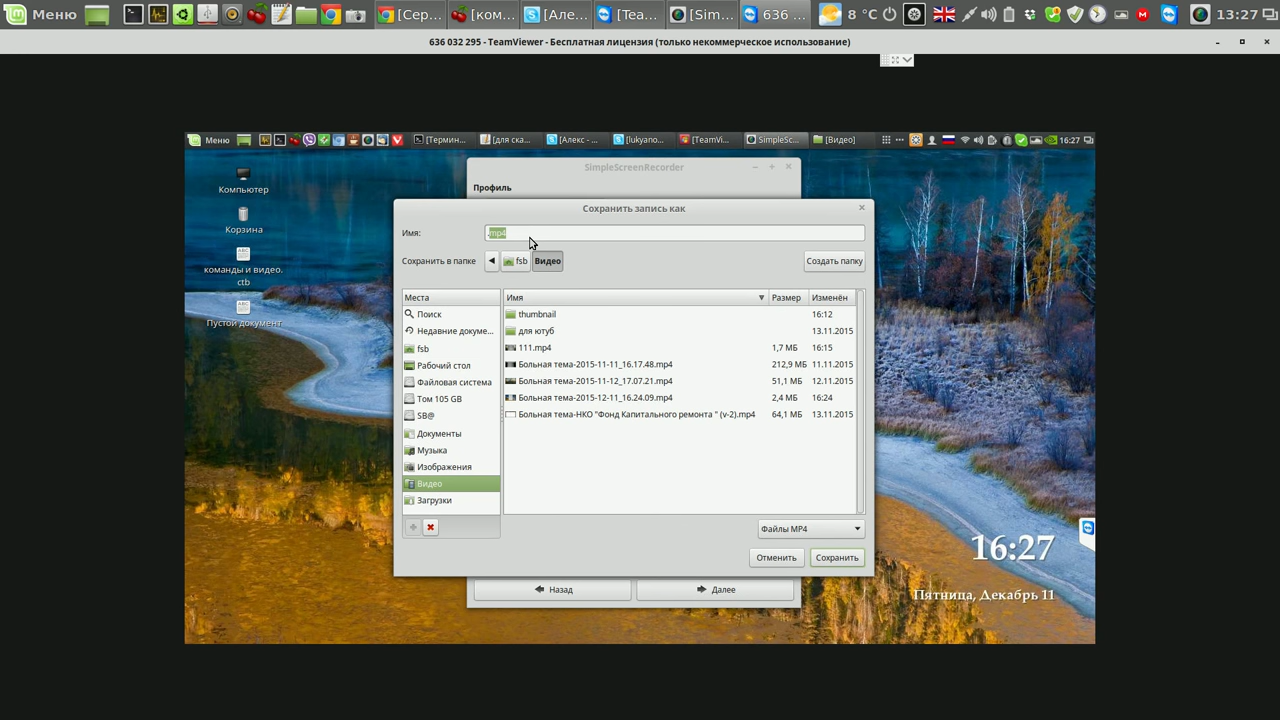 Меню [Сер... [ком... [Але... [Tea... [Sim... 636 ... 8 °C 13:27
636 032 295 - TeamViewer - Бесплатная лицензия (только некоммерческое использование)
Меню [Термин... [для ска... [Алекс - ... [lukyano... [TeamVi... SimpleSc... [Видео] 16:27
Компьютер
Корзина
команды и видео.
ctb
Пустой документ
SimpleScreenRecorder
Профиль
Сохранить запись как
Имя: .mp4
Сохранить в папке fsb Видео Создать папку
Места Имя Размер Изменён
Поиск thumbnail 16:12
Недавние докуме... для ютуб 13.11.2015
fsb 111.mp4 1,7 МБ 16:15
Рабочий стол Больная тема-2015-11-11_16.17.48.mp4 212,9 МБ 11.11.2015
Файловая система Больная тема-2015-11-12_17.07.21.mp4 51,1 МБ 12.11.2015
Том 105 GB Больная тема-2015-12-11_16.24.09.mp4 2,4 МБ 16:24
SB@ Больная тема-НКО "Фонд Капитального ремонта " (v-2).mp4 64,1 МБ 13.11.2015
Документы
Музыка
Изображения
Видео
Загрузки
Файлы MP4
Отменить Сохранить
Назад Далее
16:27
Пятница, Декабрь 11